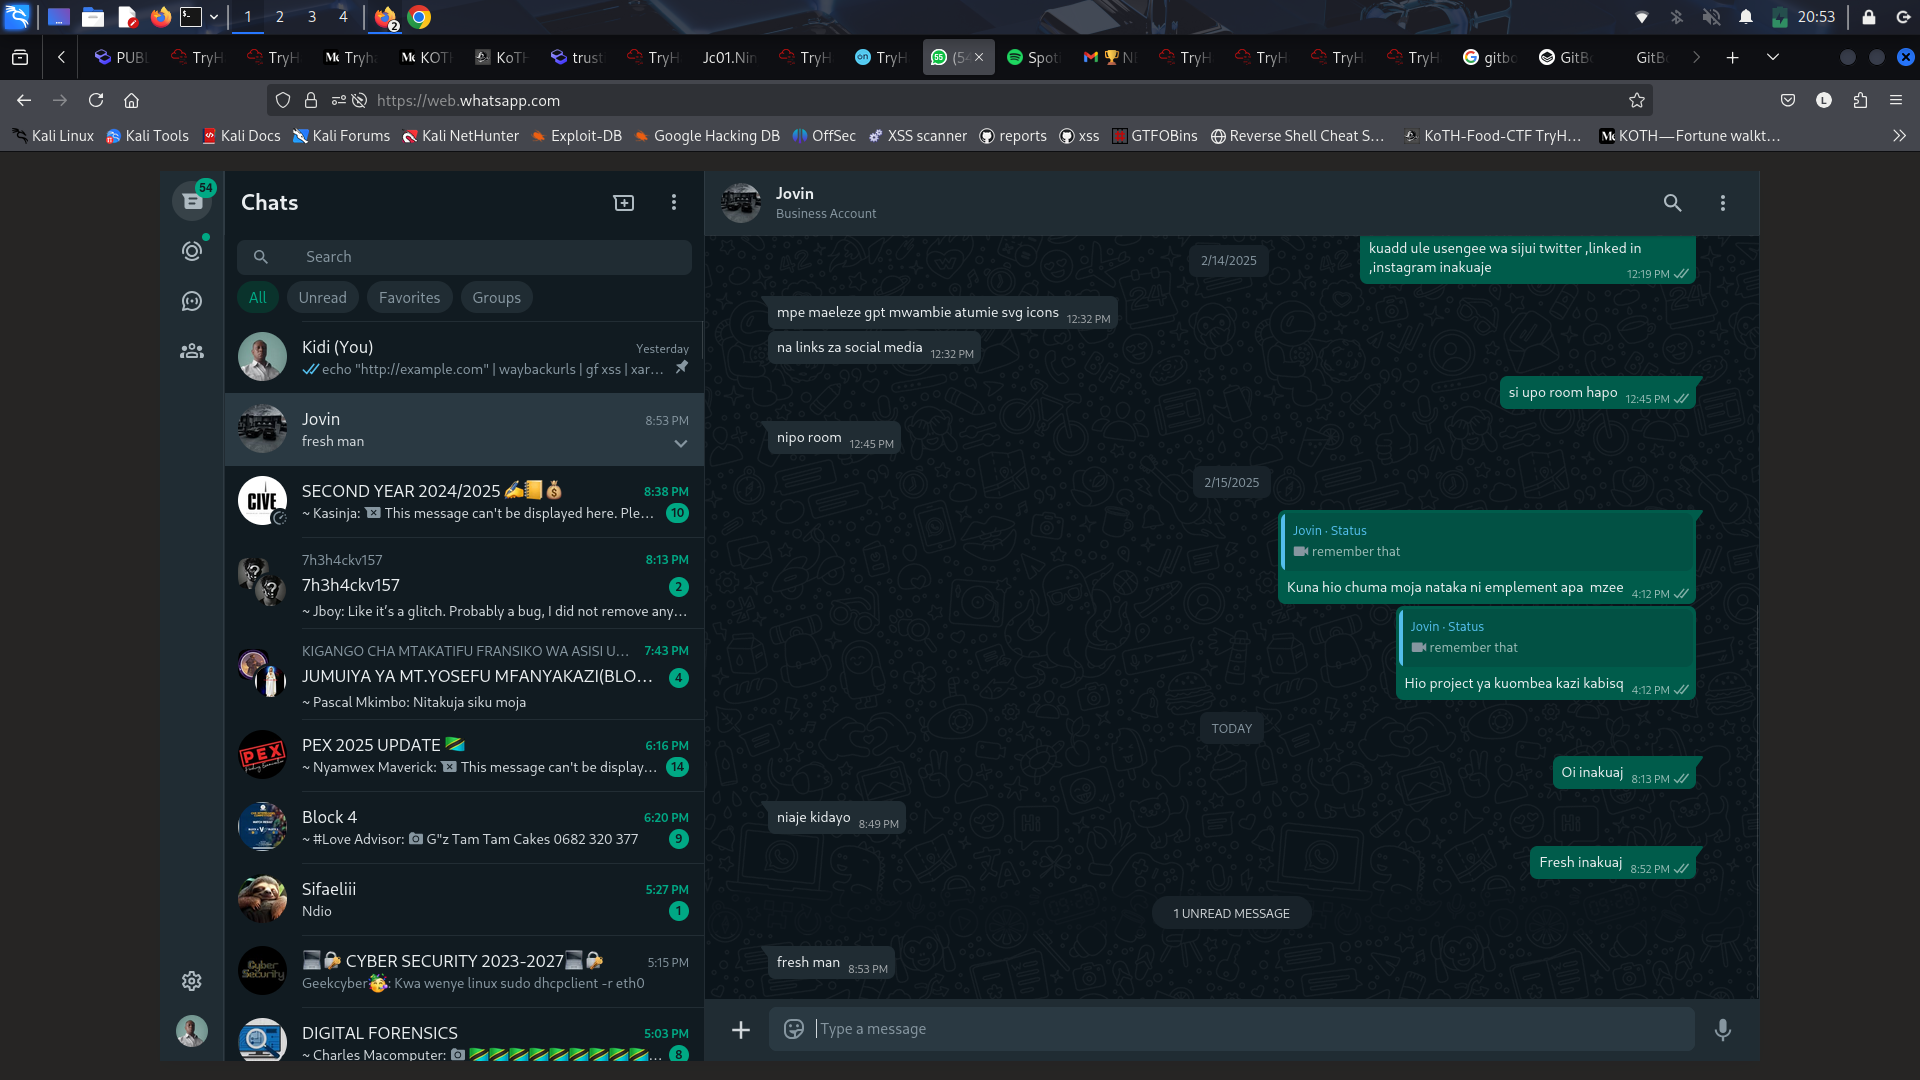 1
2
3
4
2
20:53
PUBL
TryH
TryH
Tryha
KOTH
KoTH
trust
TryH
Jc01.Nin
TryH
TryH
(54
Spoti
TryH
TryH
TryH
TryH
gitbo
GitBo
GitBo
https://web.whatsapp.com
Kali Linux
Kali Tools
Kali Docs
Kali Forums
Kali NetHunter
Exploit-DB
Google Hacking DB
OffSec
XSS scanner
reports
xss
GTFOBins
Reverse Shell Cheat S…
KoTH-Food-CTF TryH…
KOTH — Fortune walkt…
54
Chats
Search
All
Unread
Favorites
Groups
Kidi (You)
Yesterday
echo "http://example.com" | waybackurls | gf xss | xar…
Jovin
8:53 PM
fresh man
CIVE
SECOND YEAR 2024/2025 ✍📒💰
8:38 PM
~ Kasinja: This message can't be displayed here. Ple…
10
7h3h4ckv157
8:13 PM
7h3h4ckv157
2
~ Jboy: Like it's a glitch. Probably a bug, I did not remove any…
KIGANGO CHA MTAKATIFU FRANSIKO WA ASISI U…
7:43 PM
JUMUIYA YA MT.YOSEFU MFANYAKAZI(BLO…
4
~ Pascal Mkimbo: Nitakuja siku moja
PEX
PEX 2025 UPDATE 🇹🇿
6:16 PM
~ Nyamwex Maverick: This message can't be display…
14
Block 4
6:20 PM
~ #Love Advisor: 📷 G"z Tam Tam Cakes 0682 320 377
9
Sifaeliii
5:27 PM
Ndio
1
Cyber
Security
💻🔐 CYBER SECURITY 2023-2027💻🔐
5:15 PM
Geekcyber🥳: Kwa wenye linux sudo dhcpclient -r eth0
DIGITAL FORENSICS
5:03 PM
~ Charles Macomputer: 📷 🇹🇿🇹🇿🇹🇿🇹🇿🇹🇿🇹🇿🇹🇿🇹🇿🇹🇿…
8
Jovin
Business Account
kuadd ule usengee wa sijui twitter ,linked in
,instagram inakuaje
12:19 PM
2/14/2025
mpe maeleze gpt mwambie atumie svg icons 12:32 PM
na links za social media 12:32 PM
si upo room hapo 12:45 PM
nipo room 12:45 PM
2/15/2025
Jovin · Status
remember that
Kuna hio chuma moja nataka ni emplement apa mzee 4:12 PM
Jovin · Status
remember that
Hio project ya kuombea kazi kabisq 4:12 PM
TODAY
Oi inakuaj 8:13 PM
niaje kidayo 8:49 PM
Fresh inakuaj 8:52 PM
1 UNREAD MESSAGE
fresh man 8:53 PM
Type a message